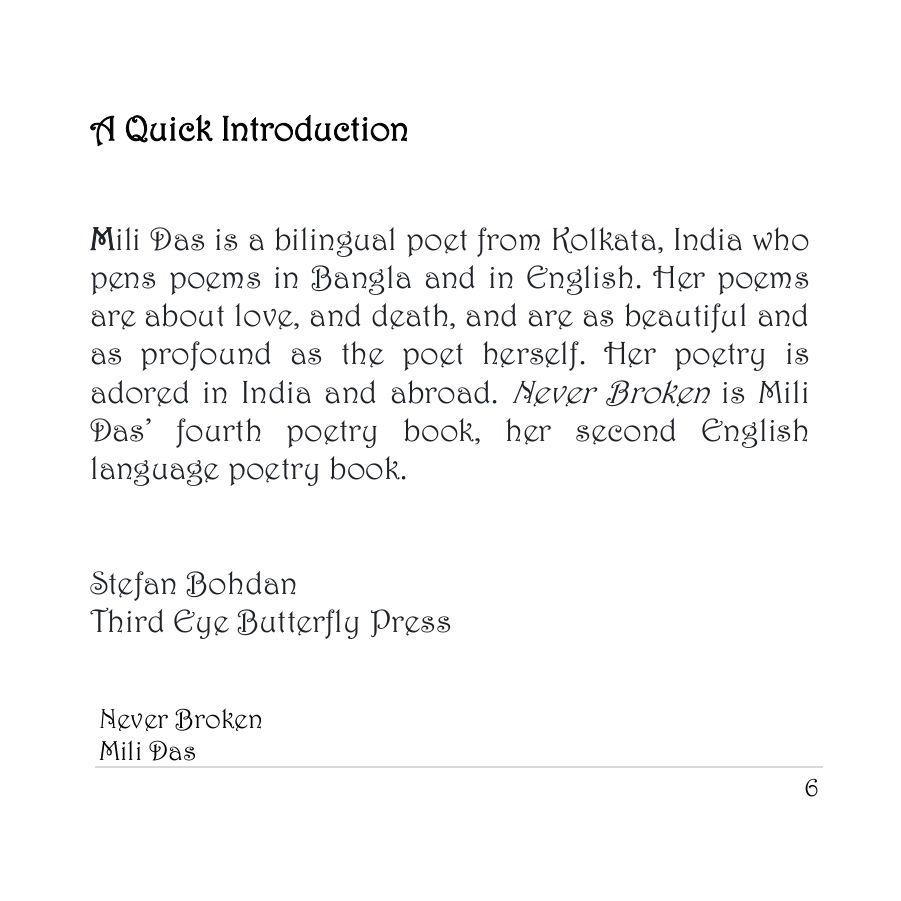 A Quick Introduction
Mili Das is a bilingual poet from Kolkata, India who
pens poems in Bangla and in English. Her poems
are about love, and death, and are as beautiful and
as profound as the poet herself. Her poetry is
adored in India and abroad. Never Broken is Mili
Das’ fourth poetry book, her second English
language poetry book.
Stefan Bohdan
Third Eye Butterfly Press
Never Broken
Mili Das
6